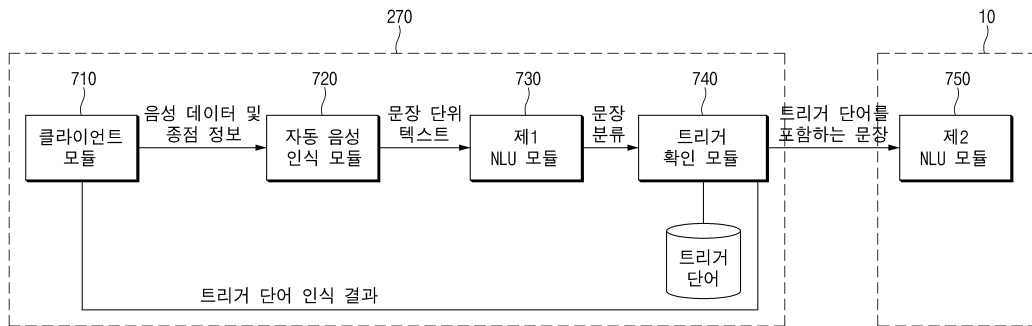 270
10
710
720
730
740
750
클라이언트
모듈
음성 데이터 및
종점 정보
자동 음성
인식 모듈
문장 단위
텍스트
제1
NLU 모듈
문장
분류
트리거
확인 모듈
트리거 단어를
포함하는 문장
제2
NLU 모듈
트리거
단어
트리거 단어 인식 결과